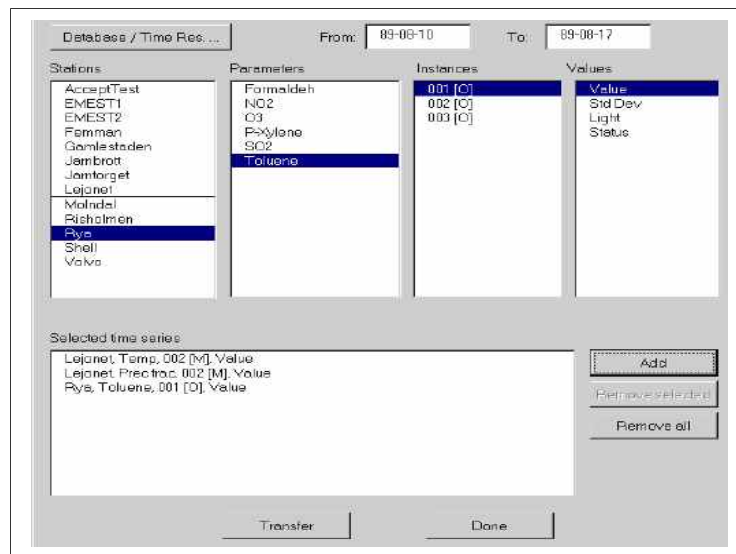 Database / Time Res....
From: 89-08-10 To: 89-08-17
Stations
AcceptTest
EMEST1
EMEST2
Femman
Gamlestaden
Jarnbrott
Jarntorget
Lejonet
Molndal
Risholmen
Rya
Shell
Volvo
Parameters
Formaldeh
NO2
O3
P-Xylene
SO2
Toluene
Instances
001 [O]
002 [O]
003 [O]
Values
Value
Std Dev
Light
Status
Selected time series
Lejonet, Temp, 002 [M], Value
Lejonet, Prec frac, 002 [M], Value
Rya, Toluene, 001 [O], Value
Add
Remove selected
Remove all
Transfer
Done